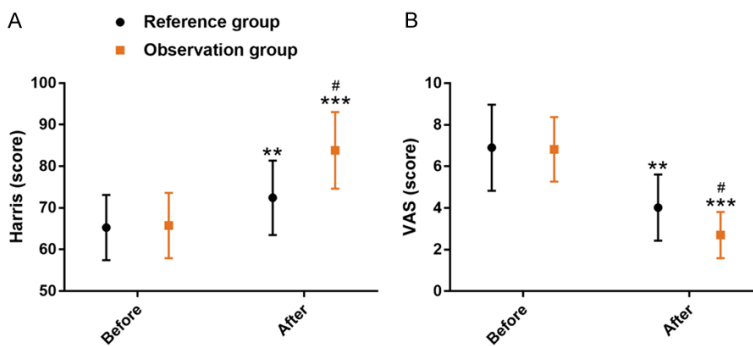 A
Reference group
Observation group
Harris (score)
100
90
80
70
60
50
**
#
***
Before
After
B
VAS (score)
10
8
6
4
2
0
**
#
***
Before
After